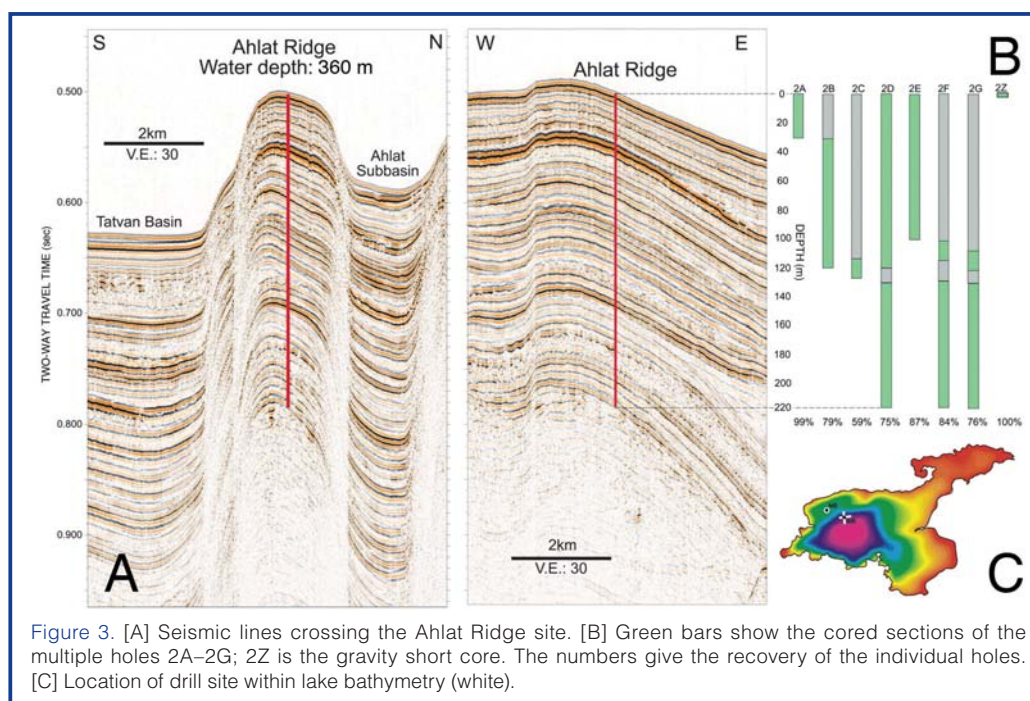 S
N
Ahlat Ridge
Water depth: 360 m
2km
V.E.: 30
Ahlat
Subbasin
Tatvan Basin
TWO-WAY TRAVEL TIME (sec)
0.500
0.600
0.700
0.800
0.900
A
W
E
Ahlat Ridge
2km
V.E.: 30
B
2A 2B 2C 2D 2E 2F 2G 2Z
0
20
40
60
80
100
120
140
160
180
200
220
DEPTH (m)
99% 79% 59% 75% 87% 84% 76% 100%
C
Figure 3. [A] Seismic lines crossing the Ahlat Ridge site. [B] Green bars show the cored sections of the
multiple holes 2A–2G; 2Z is the gravity short core. The numbers give the recovery of the individual holes.
[C] Location of drill site within lake bathymetry (white).